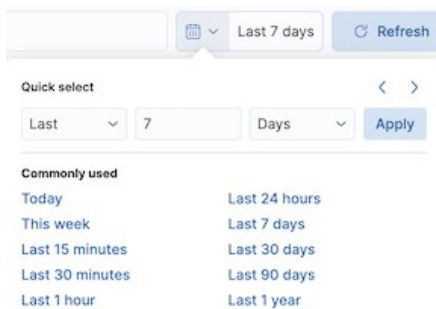 Last 7 days Refresh
Quick select
Last 7 Days Apply
Commonly used
Today Last 24 hours
This week Last 7 days
Last 15 minutes Last 30 days
Last 30 minutes Last 90 days
Last 1 hour Last 1 year